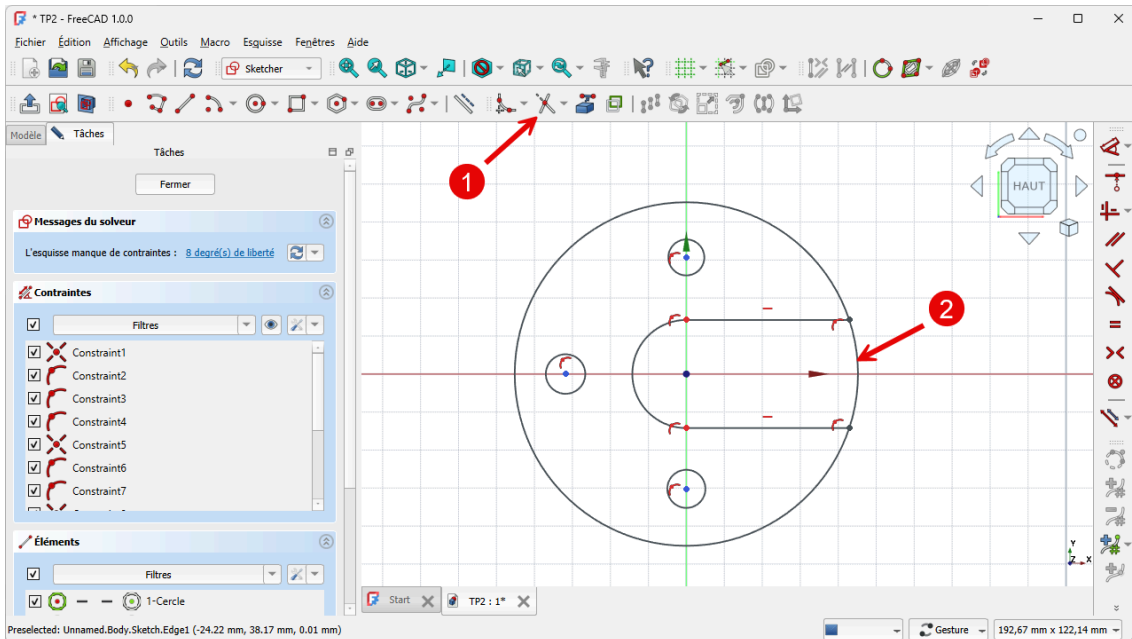 * TP2 - FreeCAD 1.0.0
Fichier Édition Affichage Outils Macro Esquisse Fenêtres Aide
Sketcher
Modèle Tâches
Tâches
Fermer
Messages du solveur
L'esquisse manque de contraintes : 8 degré(s) de liberté
Contraintes
Filtres
Constraint1
Constraint2
Constraint3
Constraint4
Constraint5
Constraint6
Constraint7
Éléments
Filtres
1-Cercle
1
2
HAUT
Y
Z X
Start
TP2 : 1*
Preselected: Unnamed.Body.Sketch.Edge1 (-24.22 mm, 38.17 mm, 0.01 mm)
Gesture
192,67 mm x 122,14 mm